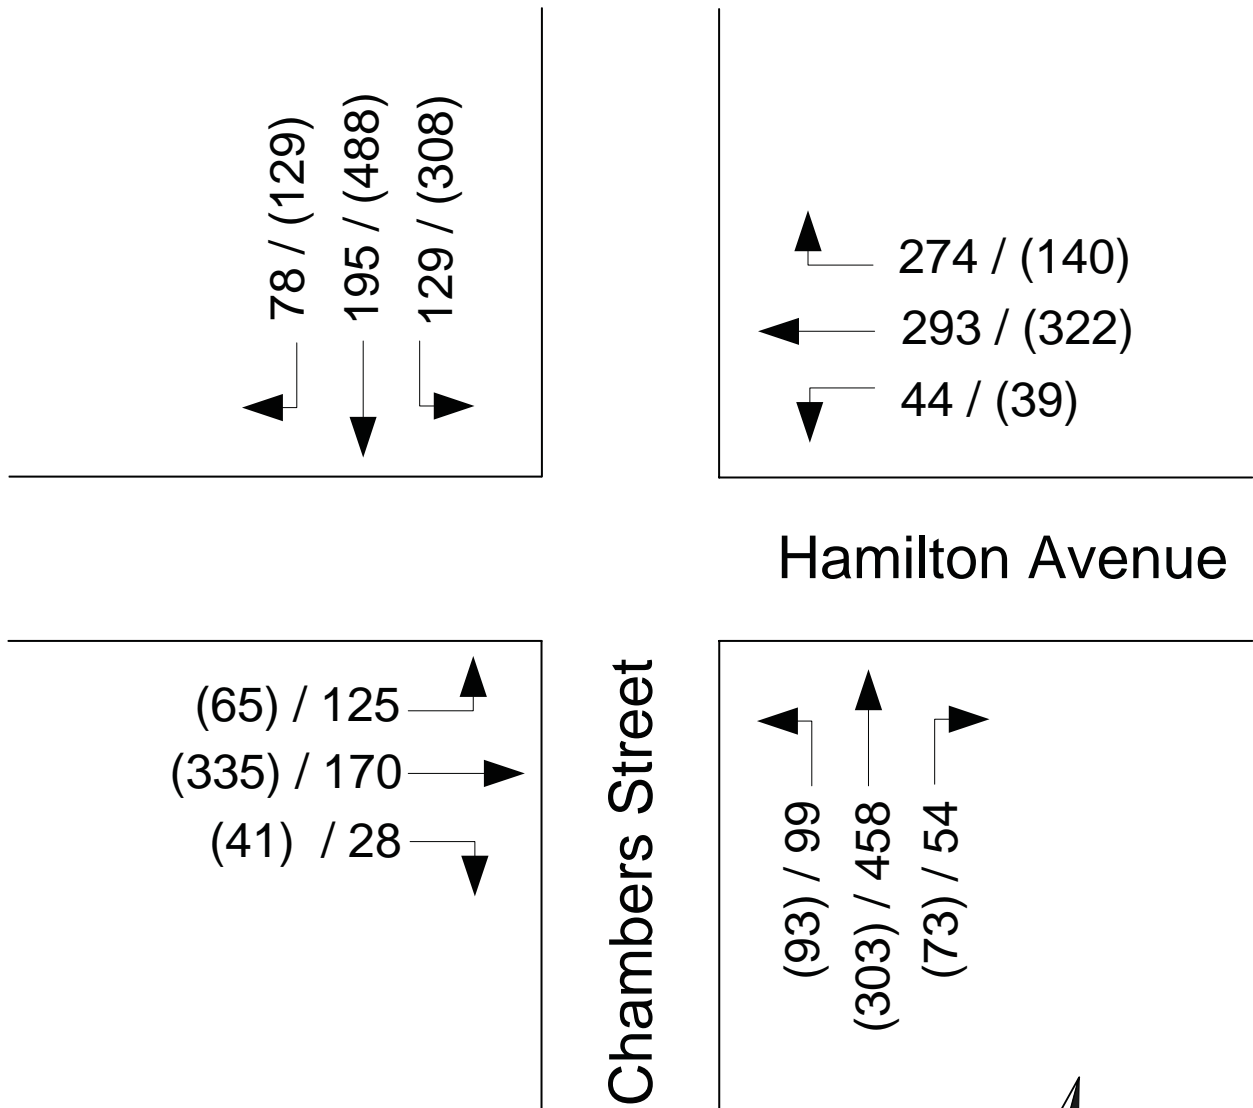 78 / (129)
195 / (488)
129 / (308)
274 / (140)
293 / (322)
44 / (39)
Hamilton Avenue
(65) / 125
(335) / 170
(41) / 28
Chambers Street
(93) / 99
(303) / 458
(73) / 54